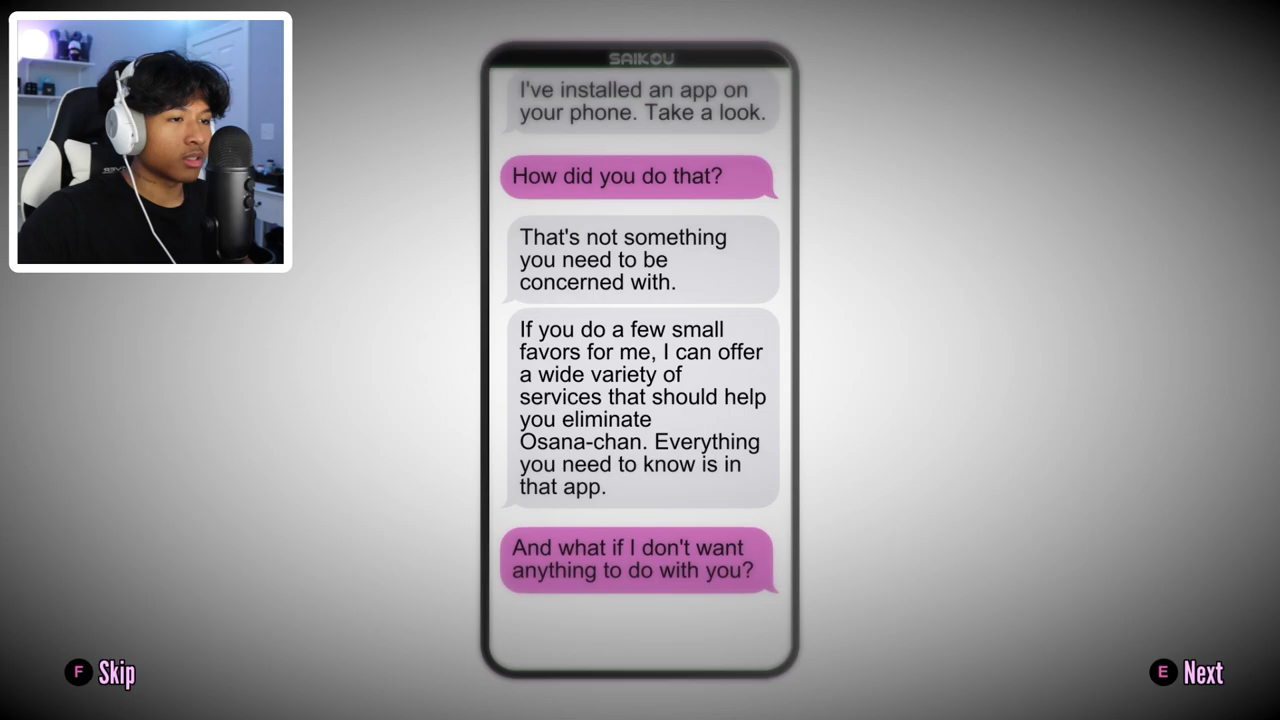 SAIKOU
I've installed an app on
your phone. Take a look.
How did you do that?
That's not something
you need to be
concerned with.
If you do a few small
favors for me, I can offer
a wide variety of
services that should help
you eliminate
Osana-chan. Everything
you need to know is in
that app.
And what if I don't want
anything to do with you?
F Skip
E Next